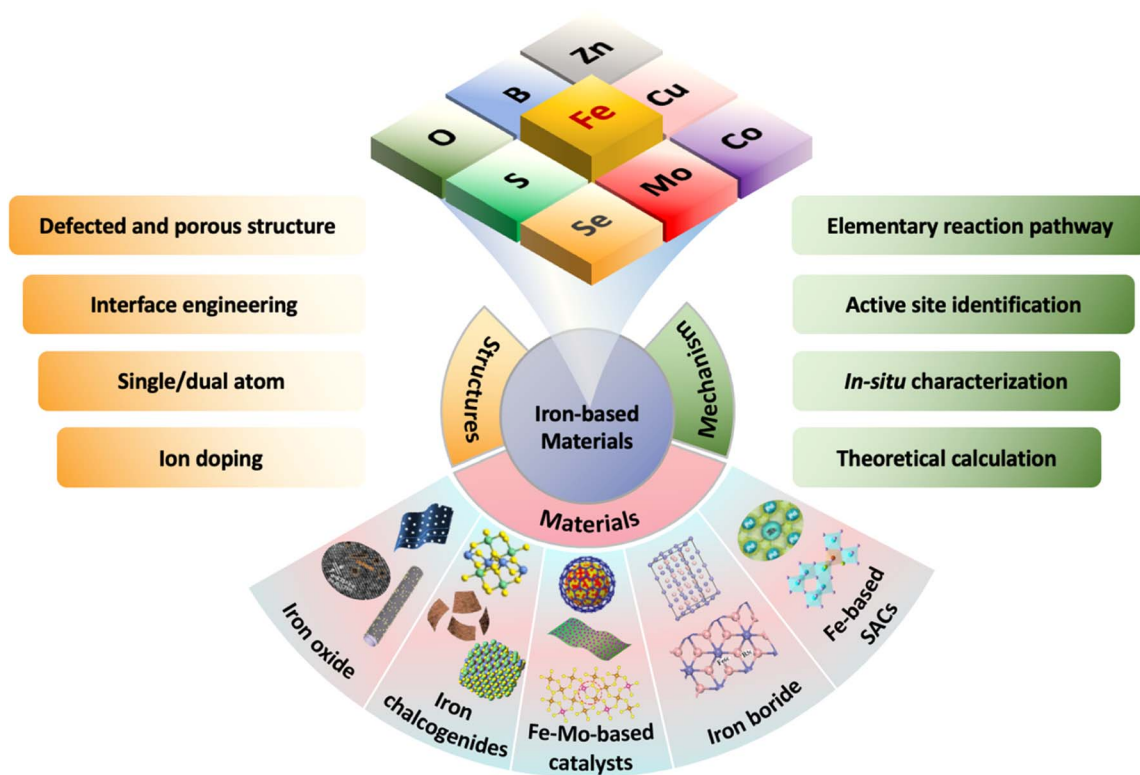 Zn
B
Cu
O
Fe
Co
S
Mo
Se
Defected and porous structure
Interface engineering
Single/dual atom
Ion doping
Elementary reaction pathway
Active site identification
In-situ characterization
Theoretical calculation
Structures
Mechanism
Iron-based
Materials
Materials
Iron oxide
Iron
chalcogenides
Fe-Mo-based
catalysts
Iron boride
Fe-based
SACs